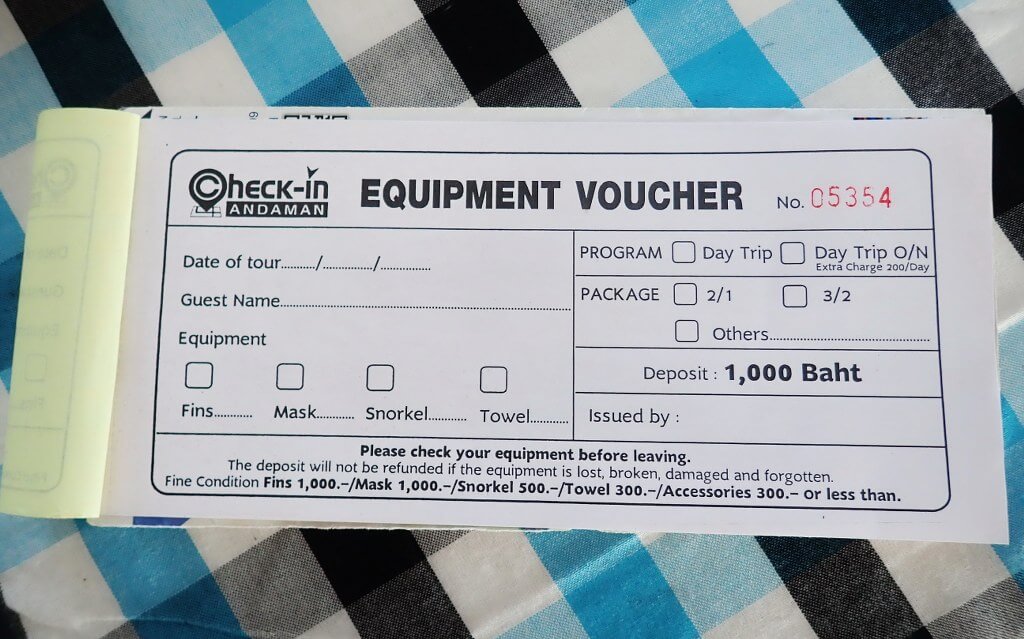 Check-in
ANDAMAN
EQUIPMENT VOUCHER
No. 05354
Date of tour........../............../...............
Guest Name..............................................................................
Equipment
Fins........... Mask........... Snorkel........... Towel...........
PROGRAM Day Trip Day Trip O/N
Extra Charge 200/Day
PACKAGE 2/1 3/2
Others..............................................
Deposit : 1,000 Baht
Issued by :
Please check your equipment before leaving.
The deposit will not be refunded if the equipment is lost, broken, damaged and forgotten.
Fine Condition Fins 1,000.-/Mask 1,000.-/Snorkel 500.-/Towel 300.-/Accessories 300.- or less than.